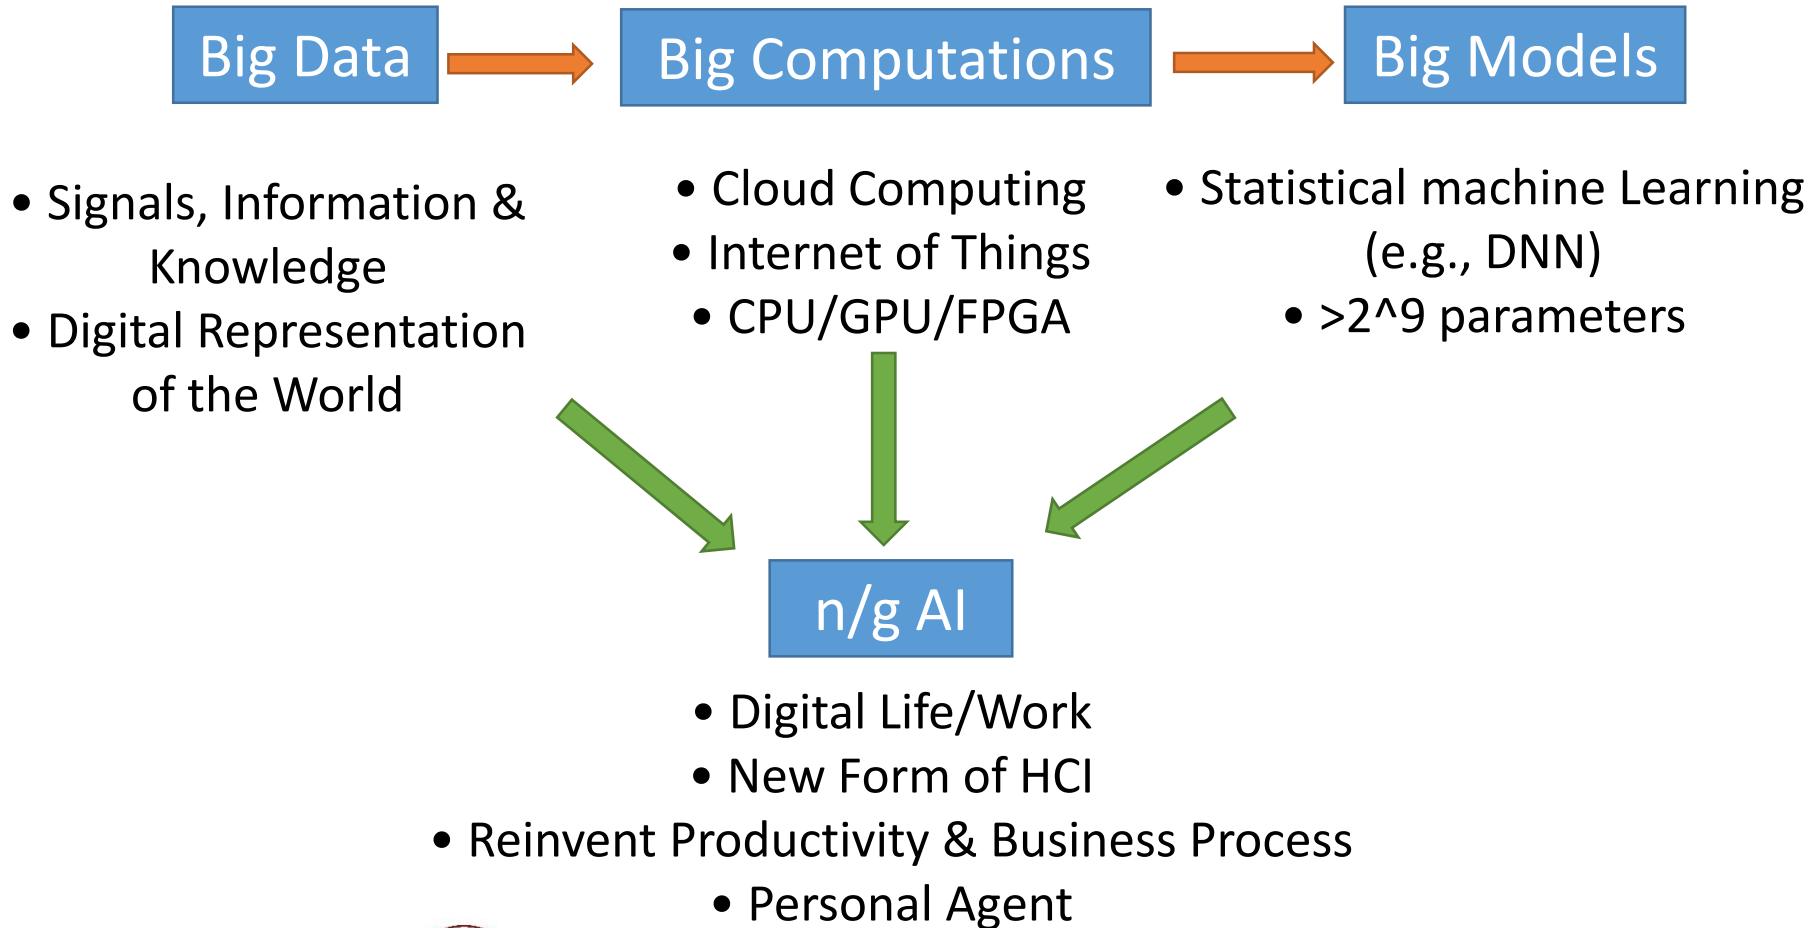 Big Data
Big Computations
Big Models
• Signals, Information &
Knowledge
• Digital Representation
of the World
• Cloud Computing
• Internet of Things
• CPU/GPU/FPGA
• Statistical machine Learning
(e.g., DNN)
• >2^9 parameters
n/g AI
• Digital Life/Work
• New Form of HCI
• Reinvent Productivity & Business Process
• Personal Agent